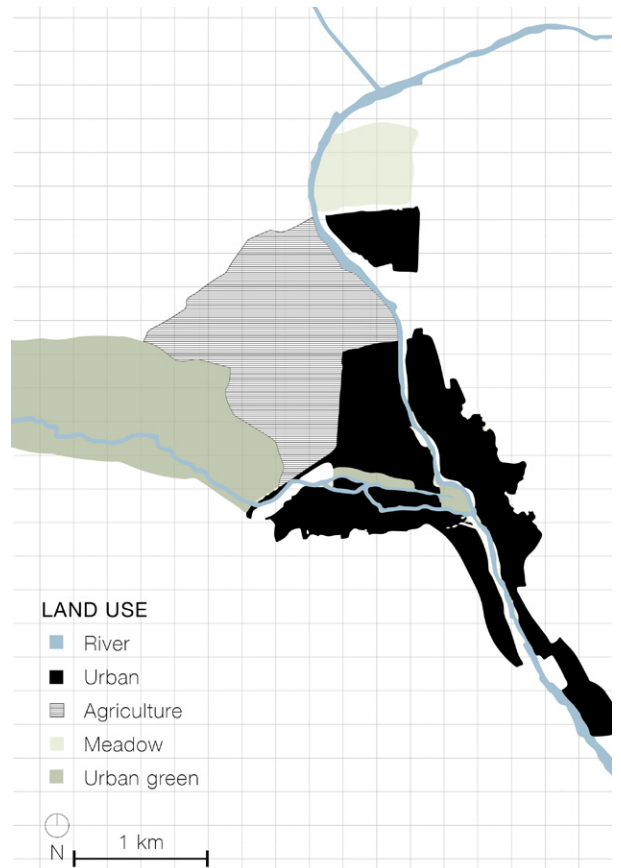 LAND USE
River
Urban
Agriculture
Meadow
Urban green
N
1 km